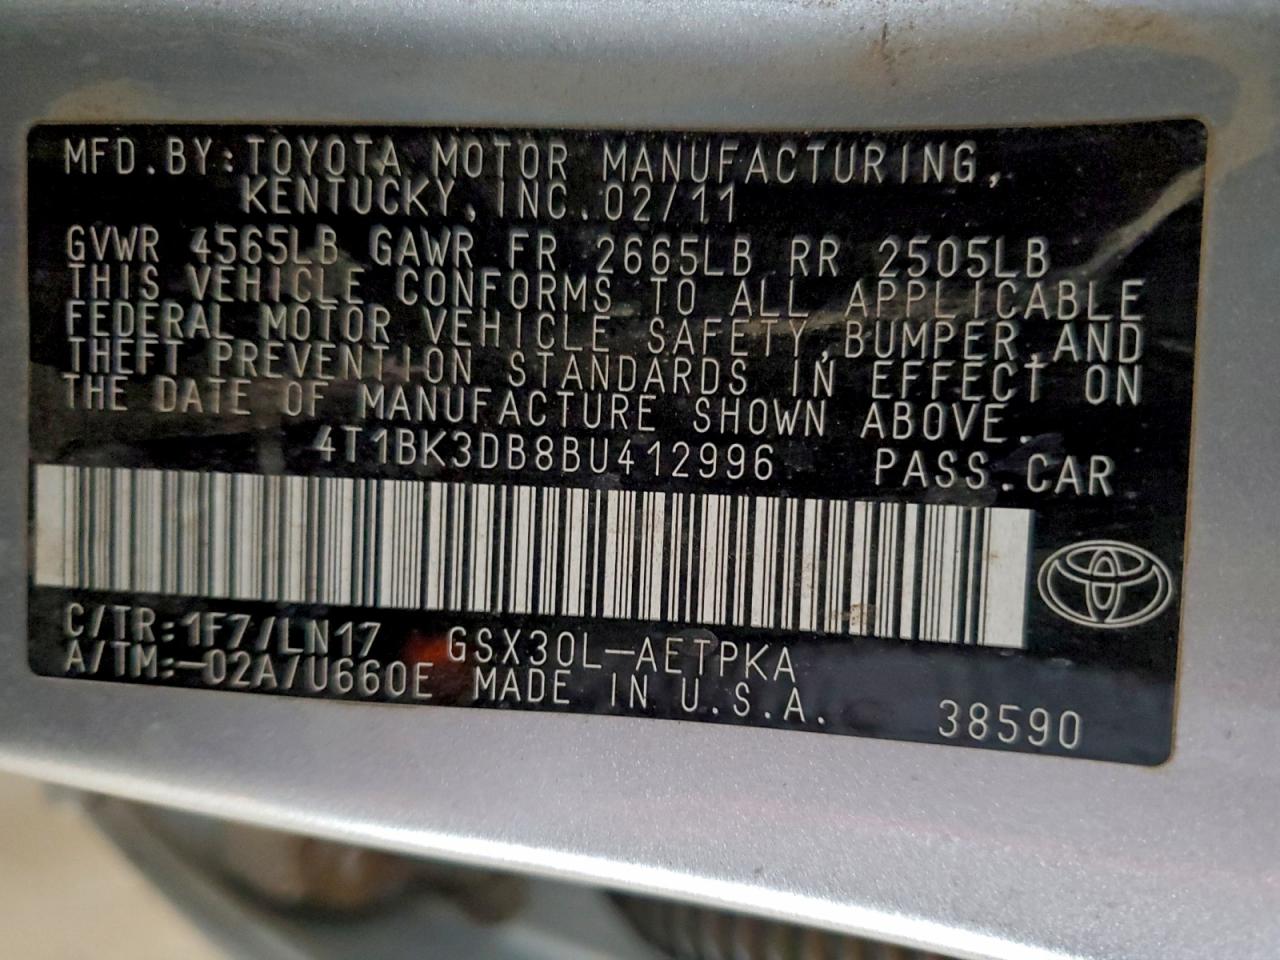 MFD.BY:TOYOTA MOTOR MANUFACTURING,
KENTUCKY,INC.02/11
GVWR 4565LB GAWR FR 2665LB RR 2505LB
THIS VEHICLE CONFORMS TO ALL APPLICABLE
FEDERAL MOTOR VEHICLE SAFETY,BUMPER,AND
THEFT PREVENTION STANDARDS IN EFFECT ON
THE DATE OF MANUFACTURE SHOWN ABOVE.
4T1BK3DB8BU412996 PASS.CAR
C/TR:1F7/LN17 GSX30L-AETPKA
A/TM:-02A/U660E MADE IN U.S.A. 38590